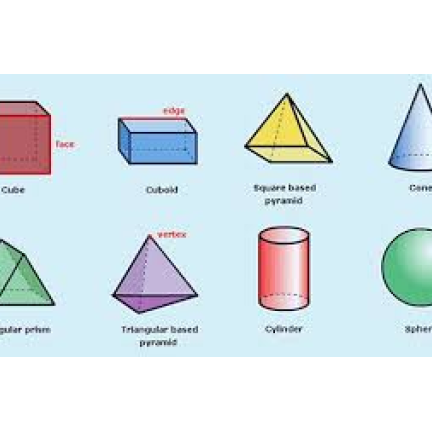 edge
face
Cube
Cuboid
Square based
pyramid
Cone
vertex
gular prism
Triangular based
pyramid
Cylinder
Spher